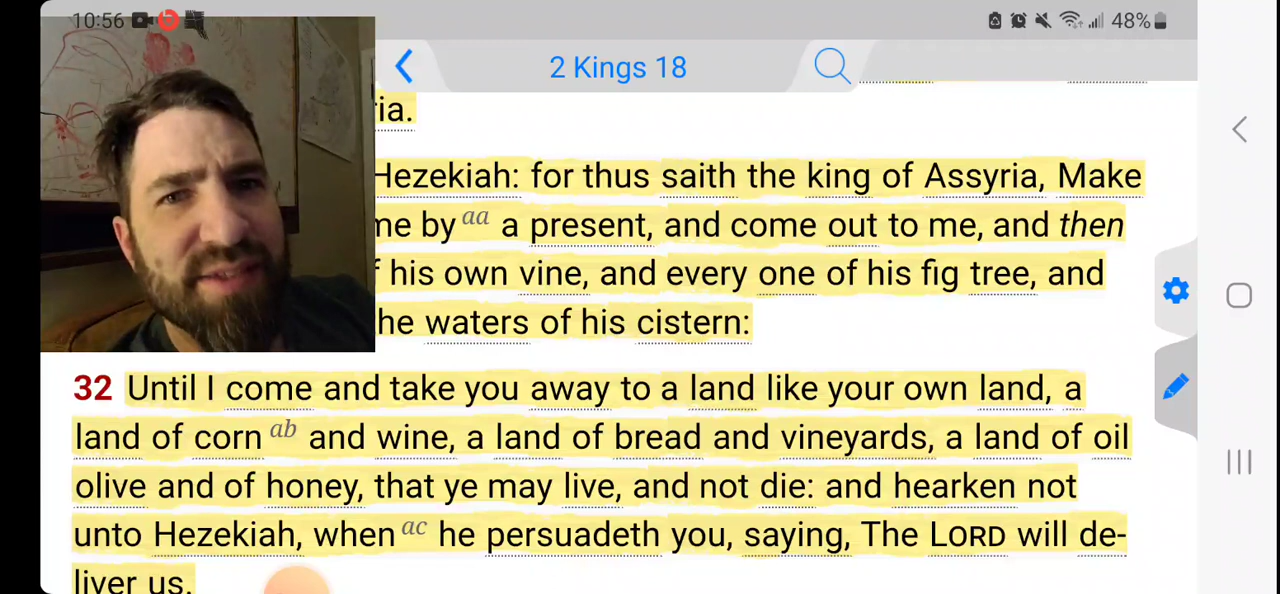 10:56 48%
2 Kings 18
ria.
Hezekiah: for thus saith the king of Assyria, Make
me by aa a present, and come out to me, and then
f his own vine, and every one of his fig tree, and
he waters of his cistern:
32 Until I come and take you away to a land like your own land, a
land of corn ab and wine, a land of bread and vineyards, a land of oil
olive and of honey, that ye may live, and not die: and hearken not
unto Hezekiah, when ac he persuadeth you, saying, The LORD will de-
liver us.